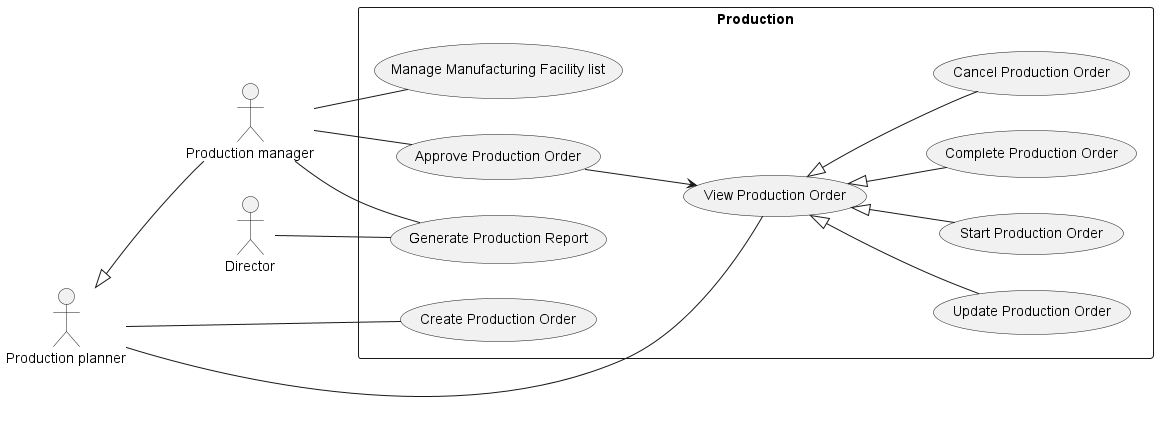 Production
Manage Manufacturing Facility list
Cancel Production Order
Production manager
Approve Production Order
Complete Production Order
View Production Order
Director
Generate Production Report
Start Production Order
Production planner
Create Production Order
Update Production Order